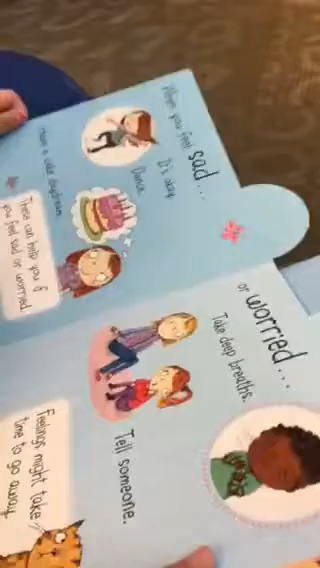 When you feel sad...
It's okay.
Dance.
Have a cake daydream.
These can help you if
you feel sad or worried.
or worried...
Take deep breaths.
Tell someone.
Feelings might take
time to go away.